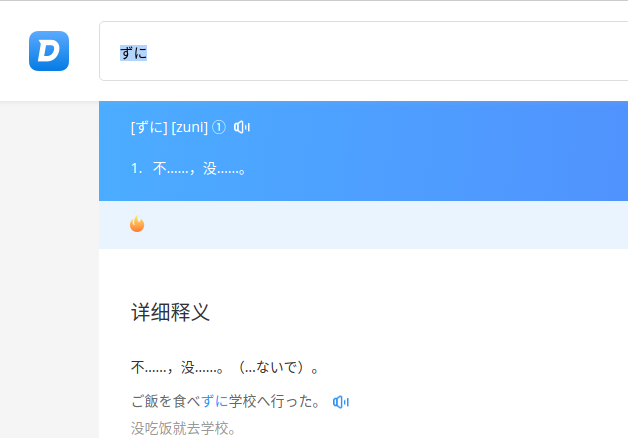 D
ずに
[ずに] [zuni] ①
1. 不……，没……。
详细释义
不……，没……。（…ないで）。
ご飯を食べずに学校へ行った。
没吃饭就去学校。